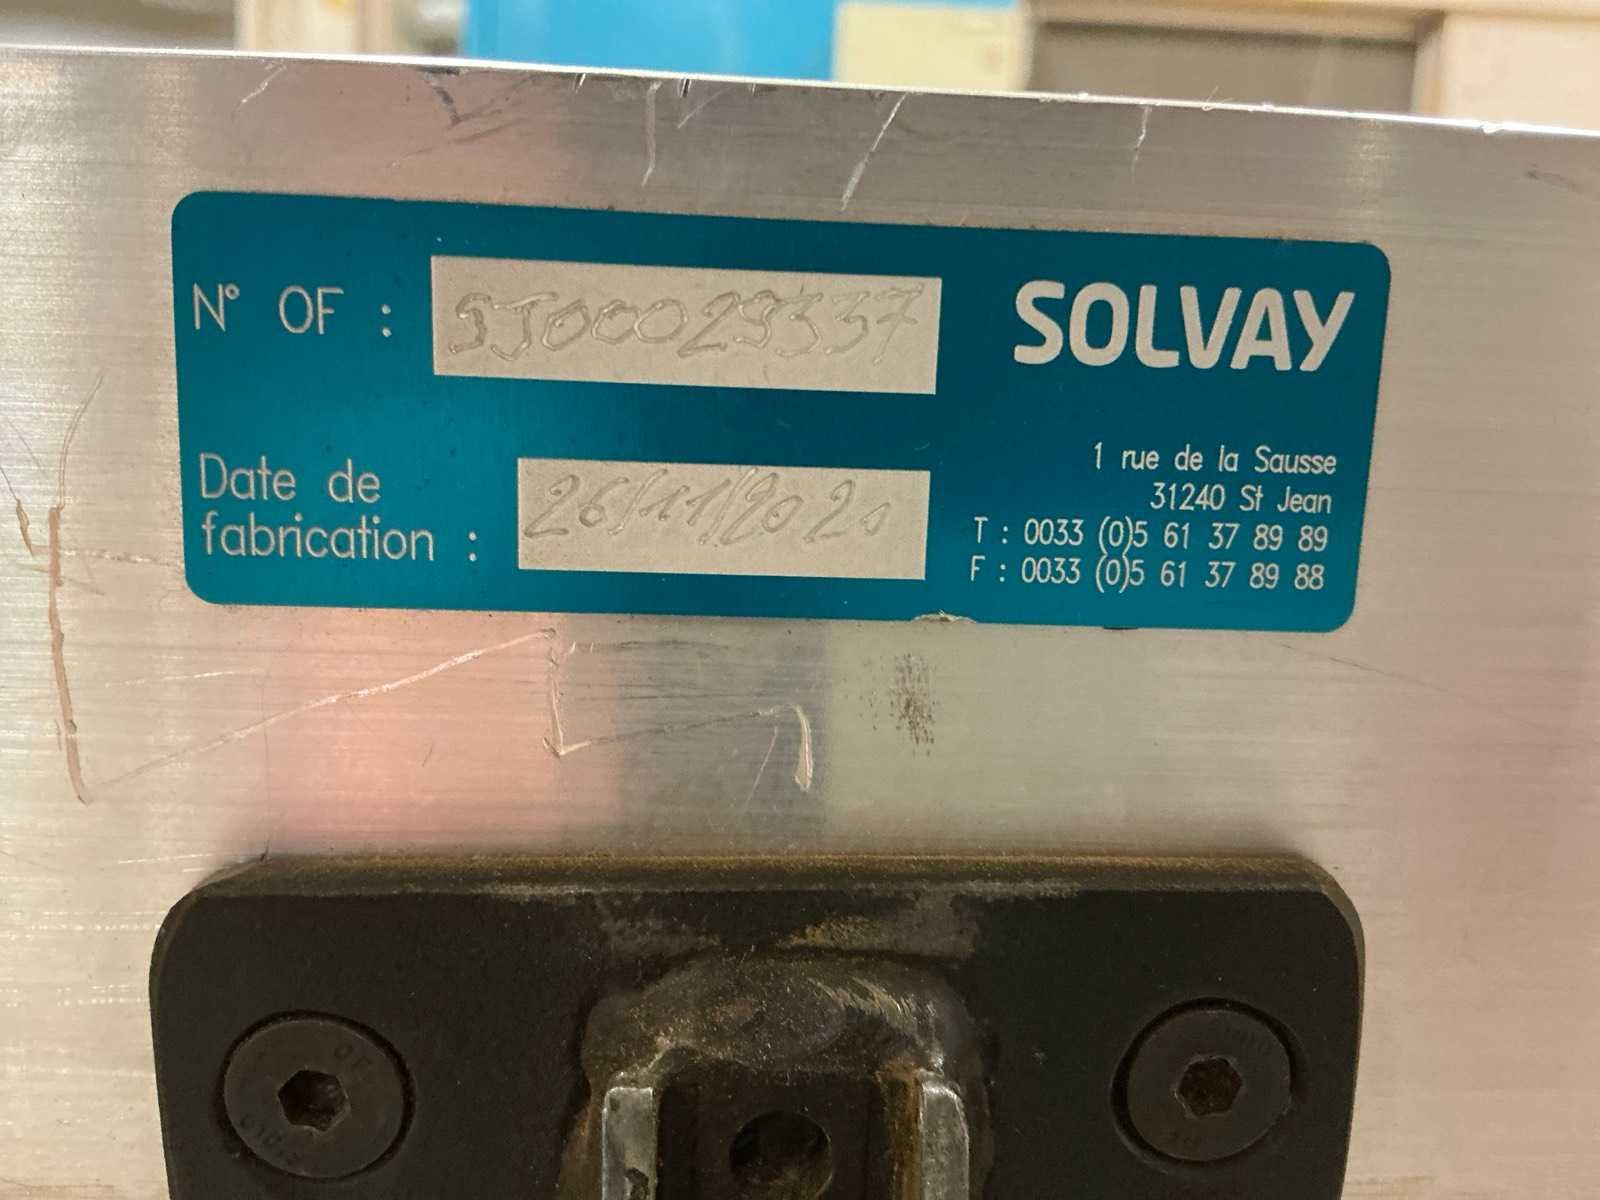 N° OF : SJ00029337
SOLVAY
Date de
fabrication : 26/11/2021
1 rue de la Sausse
31240 St Jean
T : 0033 (0)5 61 37 89 89
F : 0033 (0)5 61 37 89 88